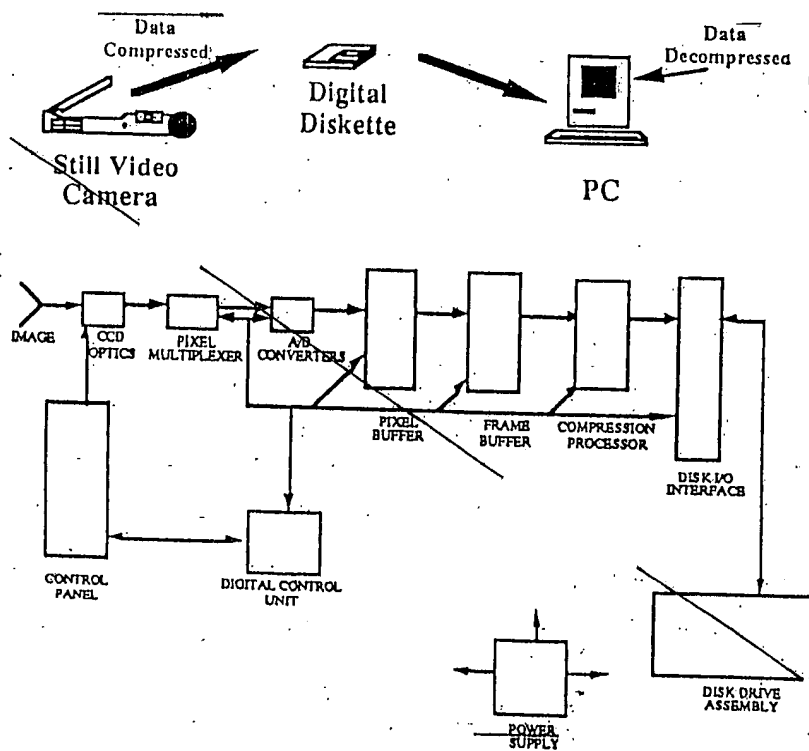 Data
Compressed
Data
Decompressed
Digital
Diskette
Still Video
Camera
PC
IMAGE
CCD
OPTICS
PIXEL
MULTIPLEXER
A/D
CONVERTERS
PIXEL
BUFFER
FRAME
BUFFER
COMPRESSION
PROCESSOR
DISK I/O
INTERFACE
CONTROL
PANEL
DIGITAL CONTROL
UNIT
POWER
SUPPLY
DISK DRIVE
ASSEMBLY